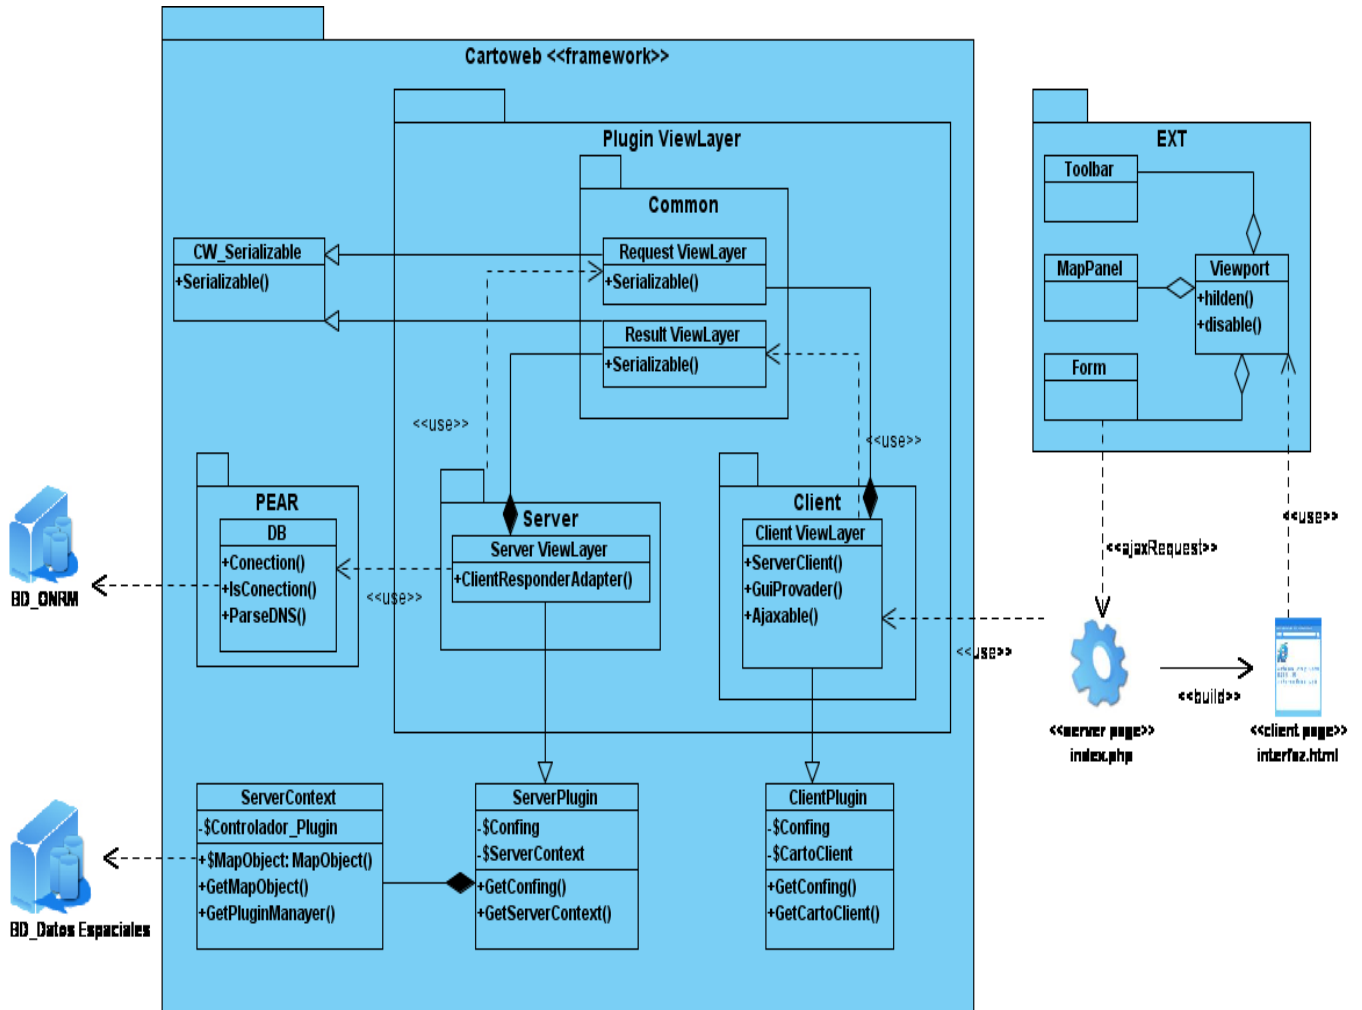 Cartoweb <<framework>>
Plugin ViewLayer
Common
Request ViewLayer
+Serializable()
Result ViewLayer
+Serializable()
CW_Serializable
+Serializable()
<<use>>
<<use>>
PEAR
DB
+Conection()
+IsConection()
+ParseDNS()
<<use>>
Server
Server ViewLayer
+ClientResponderAdapter()
Client
Client ViewLayer
+ServerClient()
+GuiProvader()
+Ajaxable()
<<use>>
ServerContext
-$Controlador_Plugin
+$MapObject: MapObject()
+GetMapObject()
+GetPluginManayer()
ServerPlugin
-$Confing
-$ServerContext
+GetConfing()
+GetServerContext()
ClientPlugin
-$Confing
-$CartoClient
+GetConfing()
+GetCartoClient()
BD_ONRM
BD_Datos Espaciales
EXT
Toolbar
MapPanel
Form
Viewport
+hilden()
+disable()
<<ajaxRequest>>
<<use>>
<<build>>
<<server page>>
index.php
<<client page>>
interfaz.html